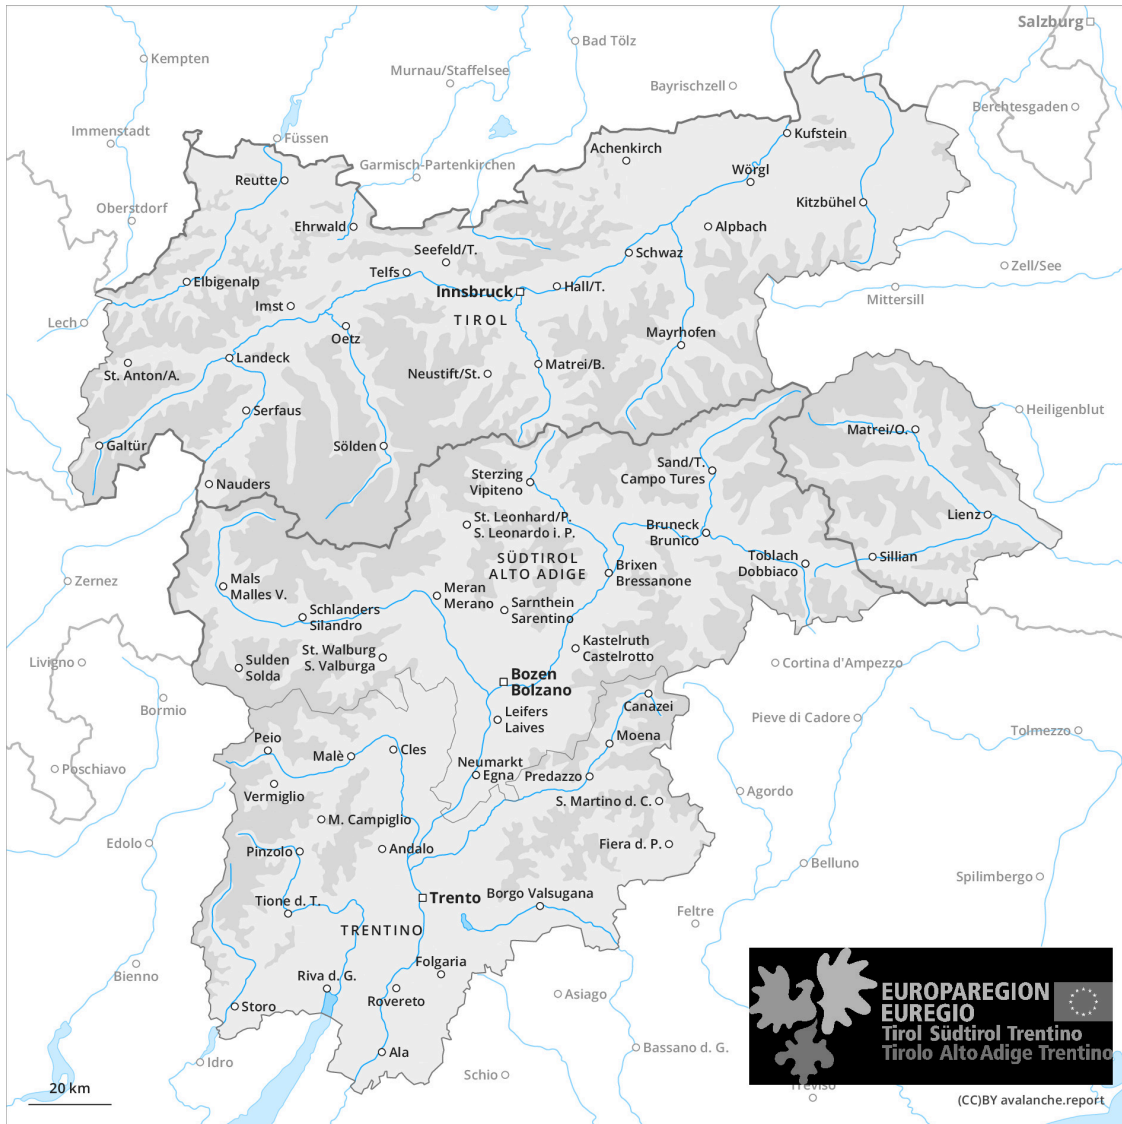 Salzburg
Bad Tölz
Kempten
Murnau/Staffelsee
Bayrischzell
Berchtesgaden
Immenstadt
Füssen
Kufstein
Achenkirch
Garmisch-Partenkirchen
Wörgl
Reutte
Kitzbühel
Oberstdorf
Ehrwald
Alpbach
Seefeld/T.
Schwaz
Telfs
Zell/See
Elbigenalp
Hall/T.
Innsbruck
Mittersill
Imst
TIROL
Lech
Oetz
Mayrhofen
Landeck
Matrei/B.
St. Anton/A.
Neustift/St.
Serfaus
Heiligenblut
Matrei/O.
Galtür
Sölden
Sand/T.
Campo Tures
Sterzing
Vipiteno
Nauders
St. Leonhard/P.
S. Leonardo i. P.
Lienz
Bruneck
Brunico
SÜDTIROL
ALTO ADIGE
Toblach
Dobbiaco
Sillian
Brixen
Bressanone
Zernez
Mals
Malles V.
Meran
Merano
Sarnthein
Sarentino
Schlanders
Silandro
Kastelruth
Castelrotto
St. Walburg
S. Valburga
Livigno
Sulden
Solda
Cortina d'Ampezzo
Bozen
Bolzano
Bormio
Canazei
Leifers
Laives
Pieve di Cadore
Tolmezzo
Peio
Moena
Malè
Cles
Neumarkt
Egna
Predazzo
Poschiavo
Vermiglio
Agordo
S. Martino d. C.
M. Campiglio
Edolo
Fiera d. P.
Pinzolo
Andalo
Belluno
Spilimbergo
Borgo Valsugana
Trento
Tione d. T.
Feltre
TRENTINO
Folgaria
Bienno
Riva d. G.
EUROPAREGION
EUREGIO
Tirol Südtirol Trentino
Tirolo Alto Adige Trentino
Asiago
Rovereto
Storo
Bassano d. G.
Ala
Idro
Schio
Treviso
20 km
(CC)BY avalanche.report